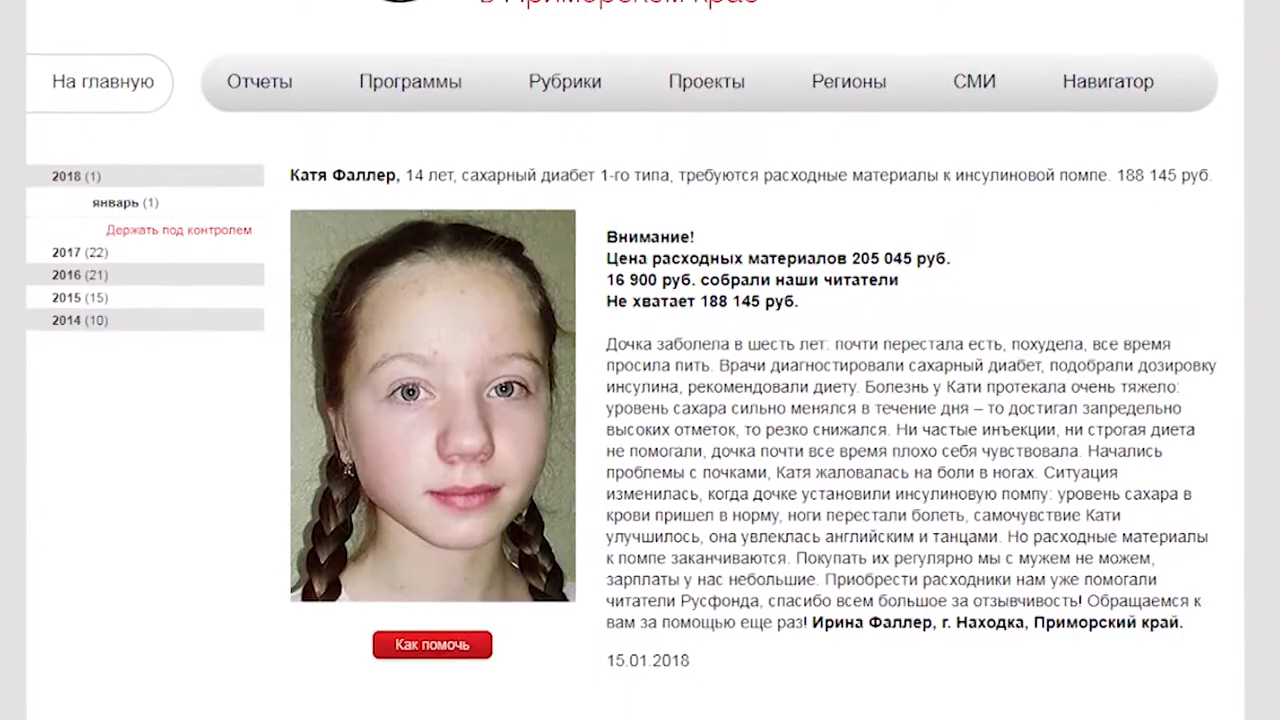 в Приморском крае
На главную
Отчеты Программы Рубрики Проекты Регионы СМИ Навигатор
2018 (1)
январь (1)
Держать под контролем
2017 (22)
2016 (21)
2015 (15)
2014 (10)
Катя Фаллер, 14 лет, сахарный диабет 1-го типа, требуются расходные материалы к инсулиновой помпе. 188 145 руб.
Внимание!
Цена расходных материалов 205 045 руб.
16 900 руб. собрали наши читатели
Не хватает 188 145 руб.
Дочка заболела в шесть лет: почти перестала есть, похудела, все время
просила пить. Врачи диагностировали сахарный диабет, подобрали дозировку
инсулина, рекомендовали диету. Болезнь у Кати протекала очень тяжело:
уровень сахара сильно менялся в течение дня – то достигал запредельно
высоких отметок, то резко снижался. Ни частые инъекции, ни строгая диета
не помогали, дочка почти все время плохо себя чувствовала. Начались
проблемы с почками, Катя жаловалась на боли в ногах. Ситуация
изменилась, когда дочке установили инсулиновую помпу: уровень сахара в
крови пришел в норму, ноги перестали болеть, самочувствие Кати
улучшилось, она увлеклась английским и танцами. Но расходные материалы
к помпе заканчиваются. Покупать их регулярно мы с мужем не можем,
зарплаты у нас небольшие. Приобрести расходники нам уже помогали
читатели Русфонда, спасибо всем большое за отзывчивость! Обращаемся к
вам за помощью еще раз! Ирина Фаллер, г. Находка, Приморский край.
Как помочь
15.01.2018